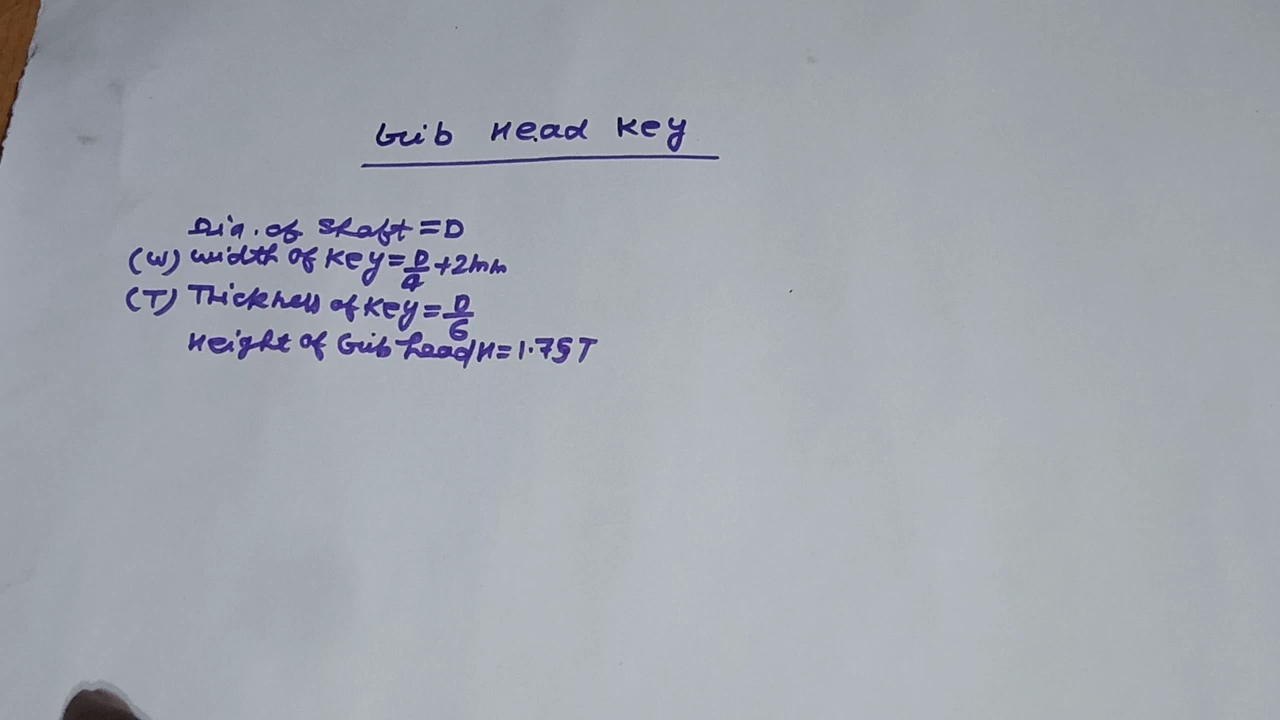 Gib Head Key
Dia. of shaft = D
(W) width of key = D/4 + 2mm
(T) Thickness of key = D/6
Height of Gib head H = 1.75T